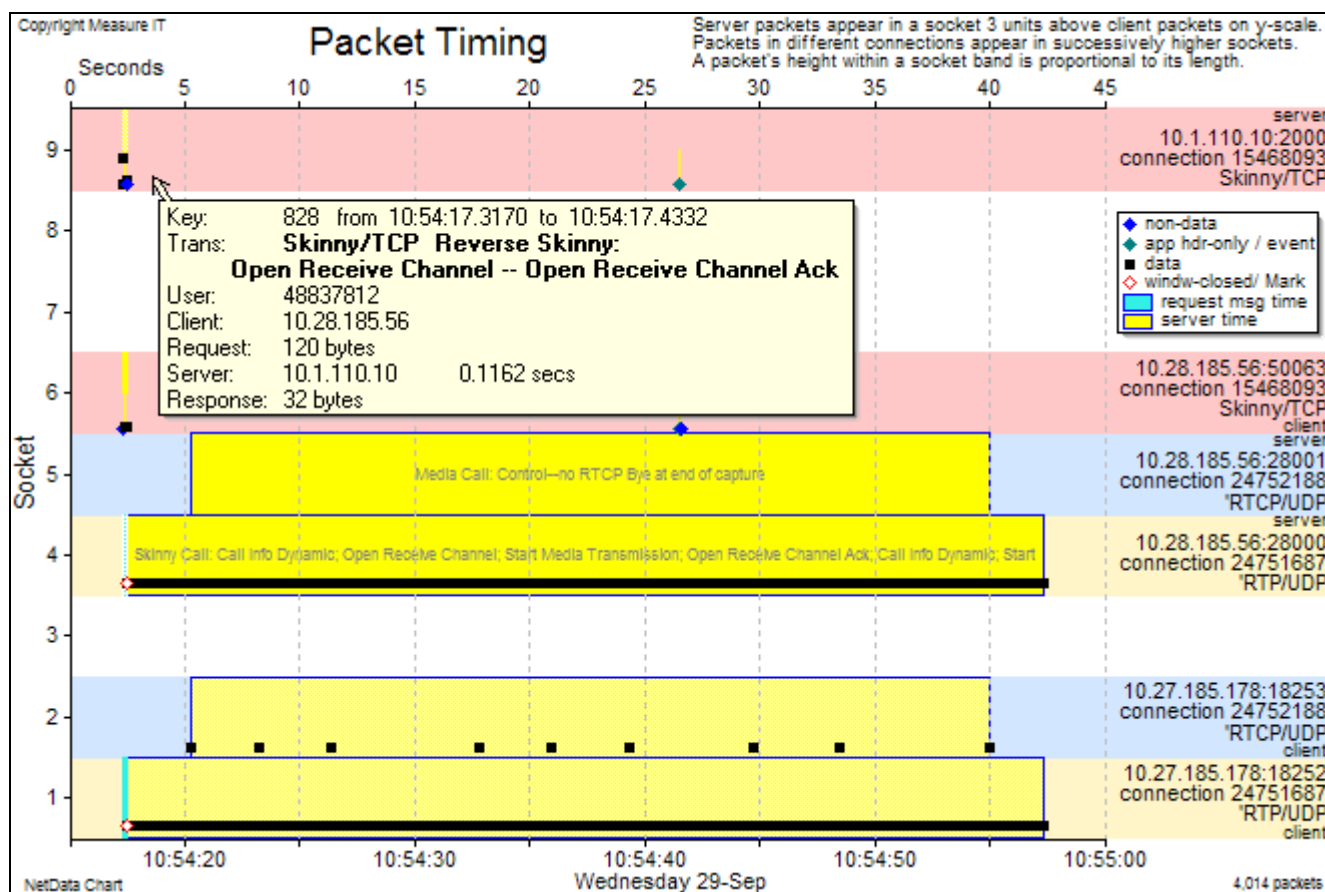 Copyright Measure IT
Packet Timing
Server packets appear in a socket 3 units above client packets on y-scale.
Packets in different connections appear in successively higher sockets.
A packet's height within a socket band is proportional to its length.
Seconds
0 5 10 15 20 25 30 35 40 45
server
10.1.110.10:2000
connection 15468093
Skinny/TCP
9
8
7
6
5
4
3
2
1
Socket
Key: 828 from 10:54:17.3170 to 10:54:17.4332
Trans: Skinny/TCP Reverse Skinny:
Open Receive Channel -- Open Receive Channel Ack
User: 48837812
Client: 10.28.185.56
Request: 120 bytes
Server: 10.1.110.10 0.1162 secs
Response: 32 bytes
non-data
app hdr-only / event
data
windw-closed/ Mark
request msg time
server time
10.28.185.56:50063
connection 15468093
Skinny/TCP
client
server
10.28.185.56:28001
connection 24752188
"RTCP/UDP
Media Call: Control--no RTCP Bye at end of capture
server
10.28.185.56:28000
connection 24751687
"RTP/UDP
Skinny Call: Call Info Dynamic; Open Receive Channel; Start Media Transmission; Open Receive Channel Ack; Call Info Dynamic; Start
10.27.185.178:18253
connection 24752188
"RTCP/UDP
client
10.27.185.178:18252
connection 24751687
"RTP/UDP
client
10:54:20 10:54:30 10:54:40 10:54:50 10:55:00
Wednesday 29-Sep
NetData Chart
4,014 packets